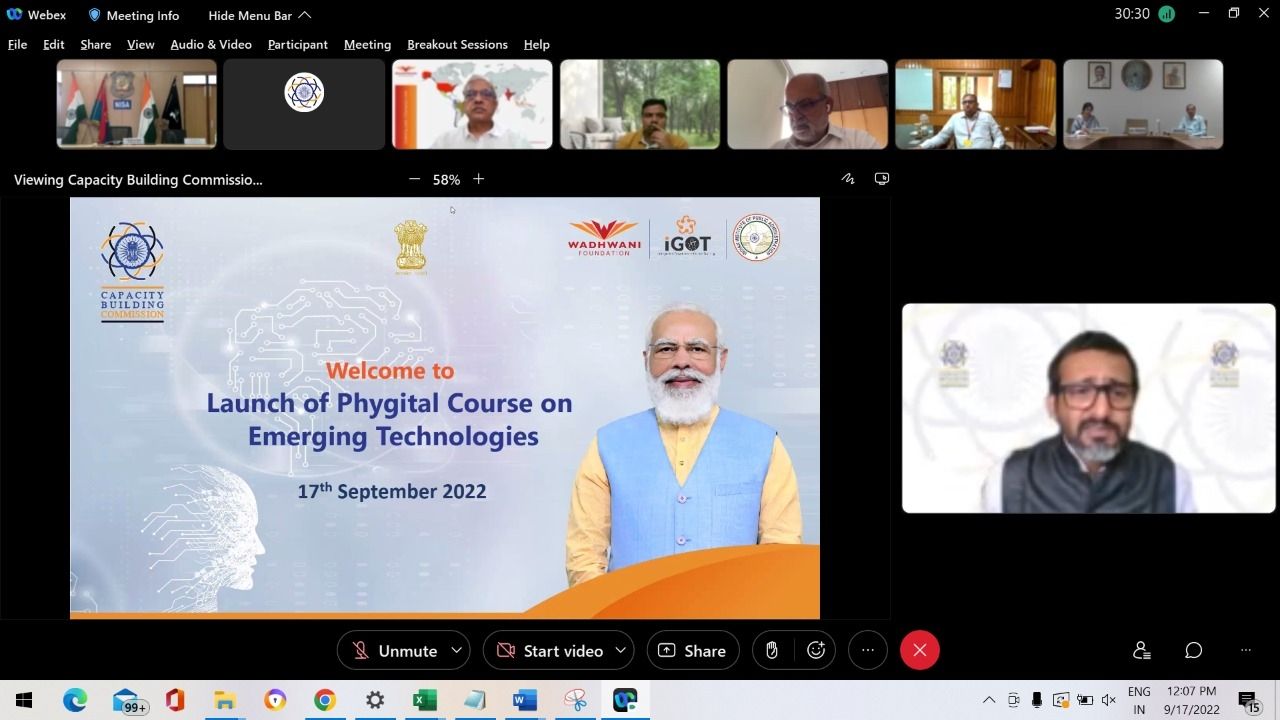 Webex
Meeting Info
Hide Menu Bar
30:30
File Edit Share View Audio & Video Participant Meeting Breakout Sessions Help
NISA
Viewing Capacity Building Commissio...
58%
CAPACITY
BUILDING
COMMISSION
WADHWANI
FOUNDATION
iGOT
Welcome to
Launch of Phygital Course on
Emerging Technologies
17th September 2022
Unmute
Start video
Share
99+
ENG
IN
12:07 PM
9/17/2022
15